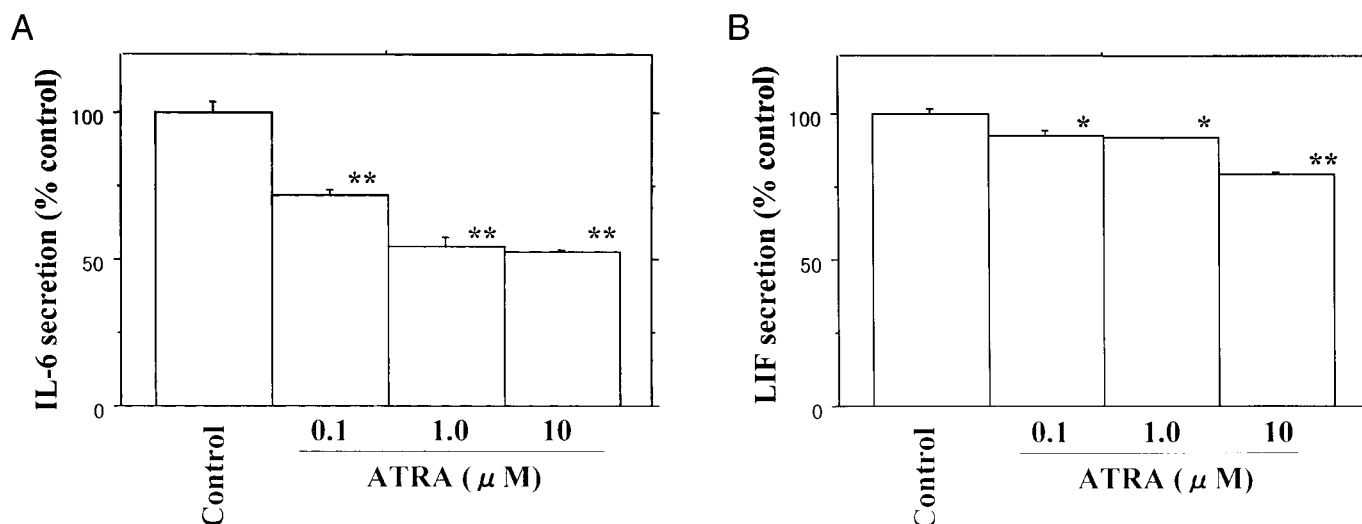 A
IL-6 secretion (% control)
100
50
0
**
**
**
Control
0.1 1.0 10
ATRA ( μ M)
B
LIF secretion (% control)
100
50
0
*
*
**
Control
0.1 1.0 10
ATRA ( μ M)